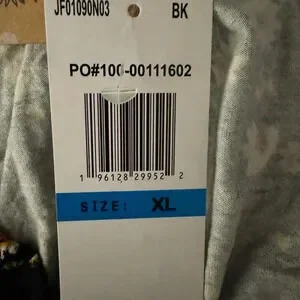 JF01090N03 BK
PO#100-00111602
1 96128 29952 2
SIZE: XL